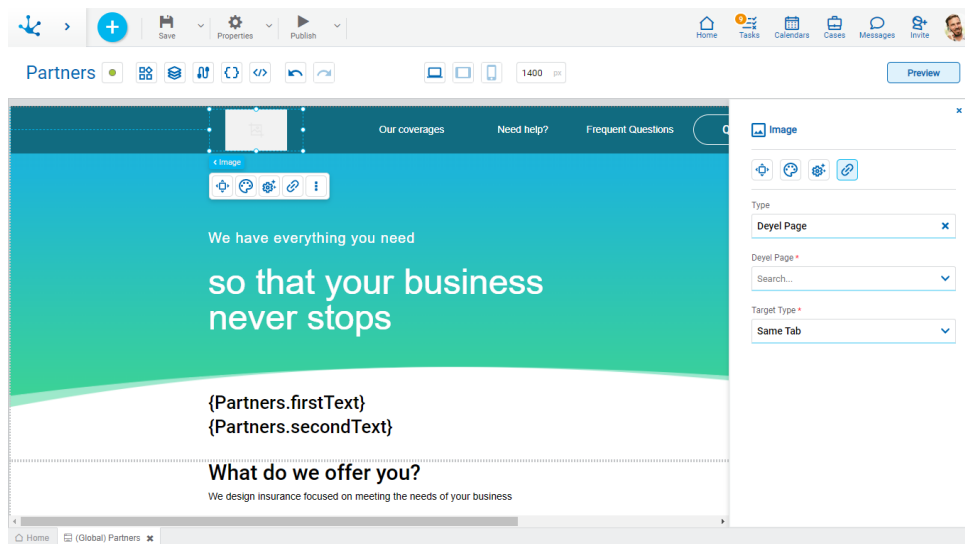 Save
Properties
Publish
Home
9
Tasks
Calendars
Cases
Messages
Invite
Partners
1400 px
Preview
Our coverages
Need help?
Frequent Questions
Q
Image
Image
Type
Deyel Page
Deyel Page *
Search...
Target Type *
Same Tab
We have everything you need
so that your business
never stops
{Partners.firstText}
{Partners.secondText}
What do we offer you?
We design insurance focused on meeting the needs of your business
Home
(Global) Partners